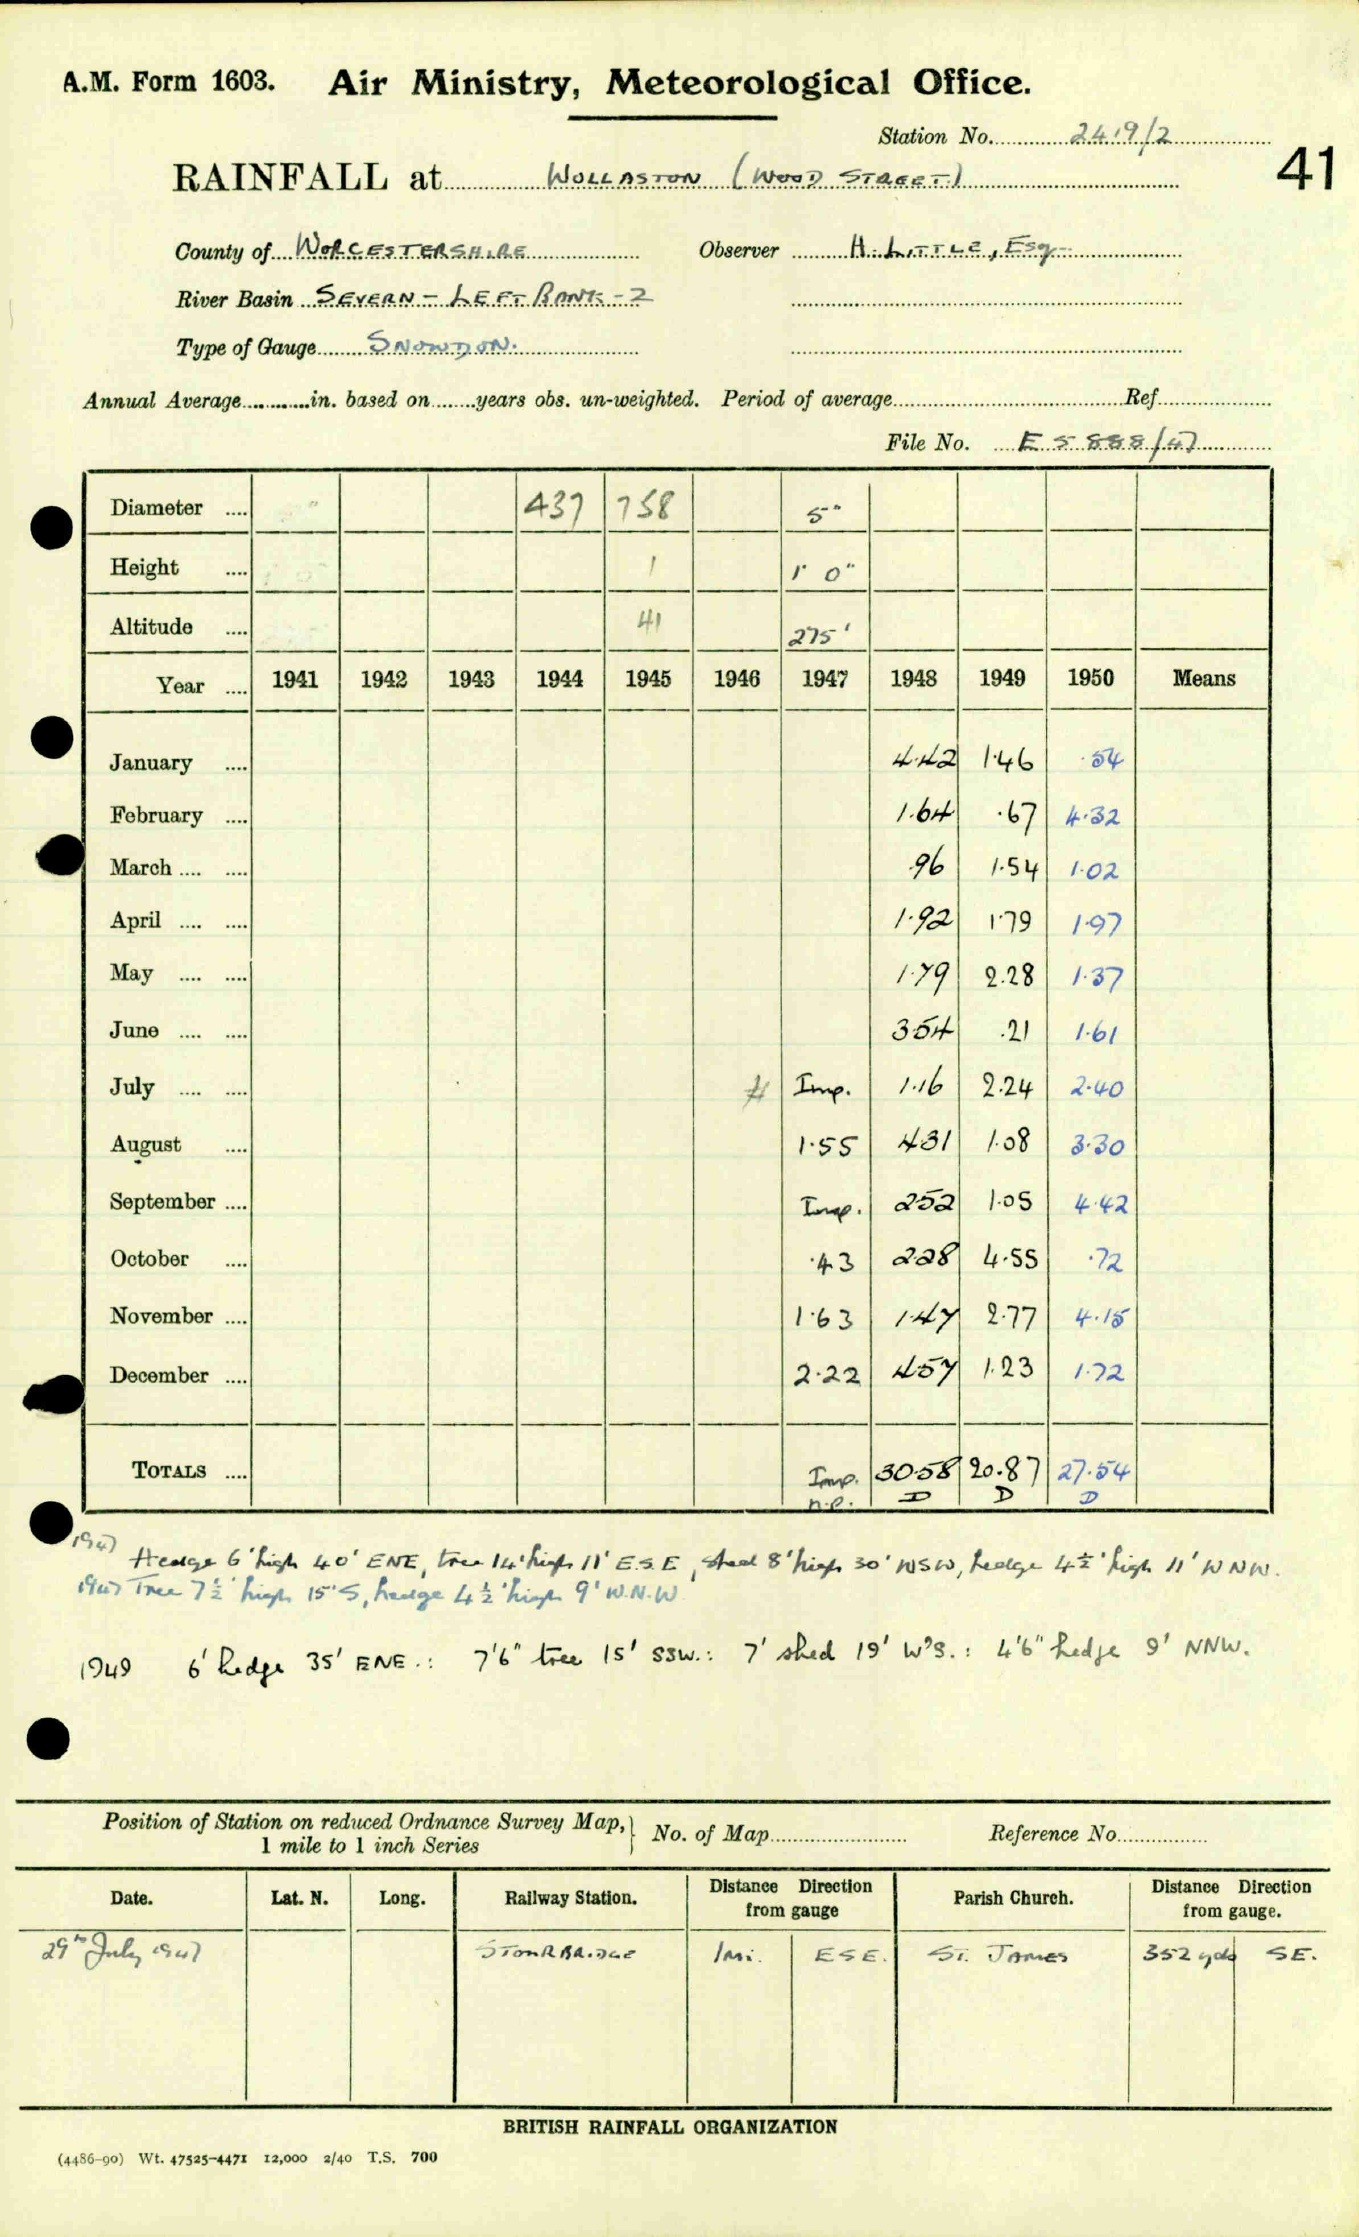 A.M. Form 1603. Air Ministry, Meteorological Office.
Station No. 2419/2
41
RAINFALL at WOLLASTON (WOOD STREET)
County of WORCESTERSHIRE Observer H. LITTLE, Esq
River Basin SEVERN - LEFT BANK - 2
Type of Gauge SNOWDON.
Annual Average............in. based on........years obs. un-weighted. Period of average........ Ref........
File No. ES 888/47
Diameter .... 437 758 5"
Height .... 1 1' 0"
Altitude .... 41 275'
Year .... 1941 1942 1943 1944 1945 1946 1947 1948 1949 1950 Means
January .... 4.42 1.46 .54
February .... 1.64 .67 4.32
March .... .... .96 1.54 1.02
April .... .... 1.92 1.79 1.97
May .... .... 1.79 2.28 1.37
June .... .... 3.54 .21 1.61
July .... .... Imp. 1.16 2.24 2.40
August .... 1.55 4.31 1.08 3.30
September .... Imp. 2.52 1.05 4.42
October .... .43 2.28 4.55 .72
November .... 1.63 1.47 2.77 4.15
December .... 2.22 4.57 1.23 1.72
TOTALS .... Imp. 30.58 20.87 27.54
n.p. D D D
1947 Hedge 6' high 40' ENE, tree 14' high 11' E.S.E, shed 8' high 30' WSW, hedge 4½' high 11' WNW.
1947 Tree 7½' high 15' S, hedge 4½' high 9' W.N.W
1949 6' hedge 35' ENE.: 7'6" tree 15' SSW.: 7' shed 19' W'S.: 4'6" hedge 9' NNW.
Position of Station on reduced Ordnance Survey Map, 1 mile to 1 inch Series } No. of Map........ Reference No........
Date. Lat. N. Long. Railway Station. Distance Direction from gauge Parish Church. Distance Direction from gauge.
29th July 1947 STOURBRIDGE 1 mi. ESE. ST. JAMES 352 yds SE.
BRITISH RAINFALL ORGANIZATION
(4486-90) Wt. 47525-4471 12,000 2/40 T.S. 700